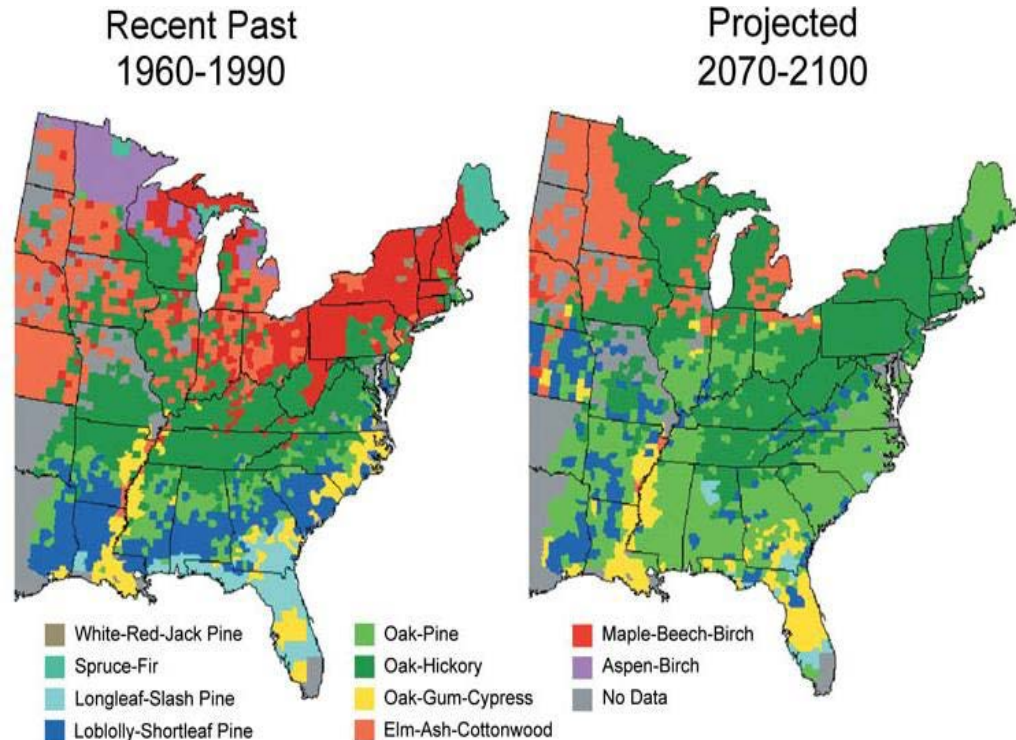 Recent Past
1960-1990
Projected
2070-2100
White-Red-Jack Pine
Spruce-Fir
Longleaf-Slash Pine
Loblolly-Shortleaf Pine
Oak-Pine
Oak-Hickory
Oak-Gum-Cypress
Elm-Ash-Cottonwood
Maple-Beech-Birch
Aspen-Birch
No Data